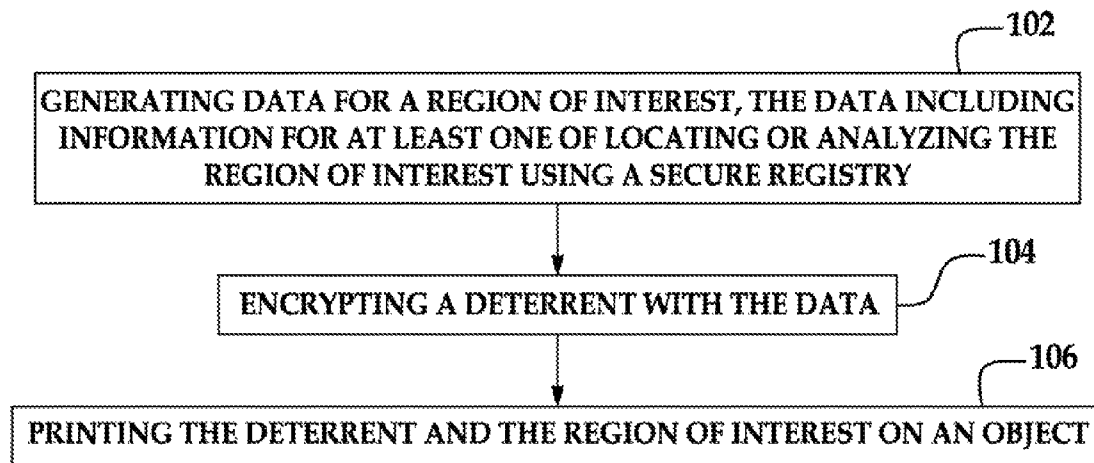 102
GENERATING DATA FOR A REGION OF INTEREST, THE DATA INCLUDING
INFORMATION FOR AT LEAST ONE OF LOCATING OR ANALYZING THE
REGION OF INTEREST USING A SECURE REGISTRY
104
ENCRYPTING A DETERRENT WITH THE DATA
106
PRINTING THE DETERRENT AND THE REGION OF INTEREST ON AN OBJECT